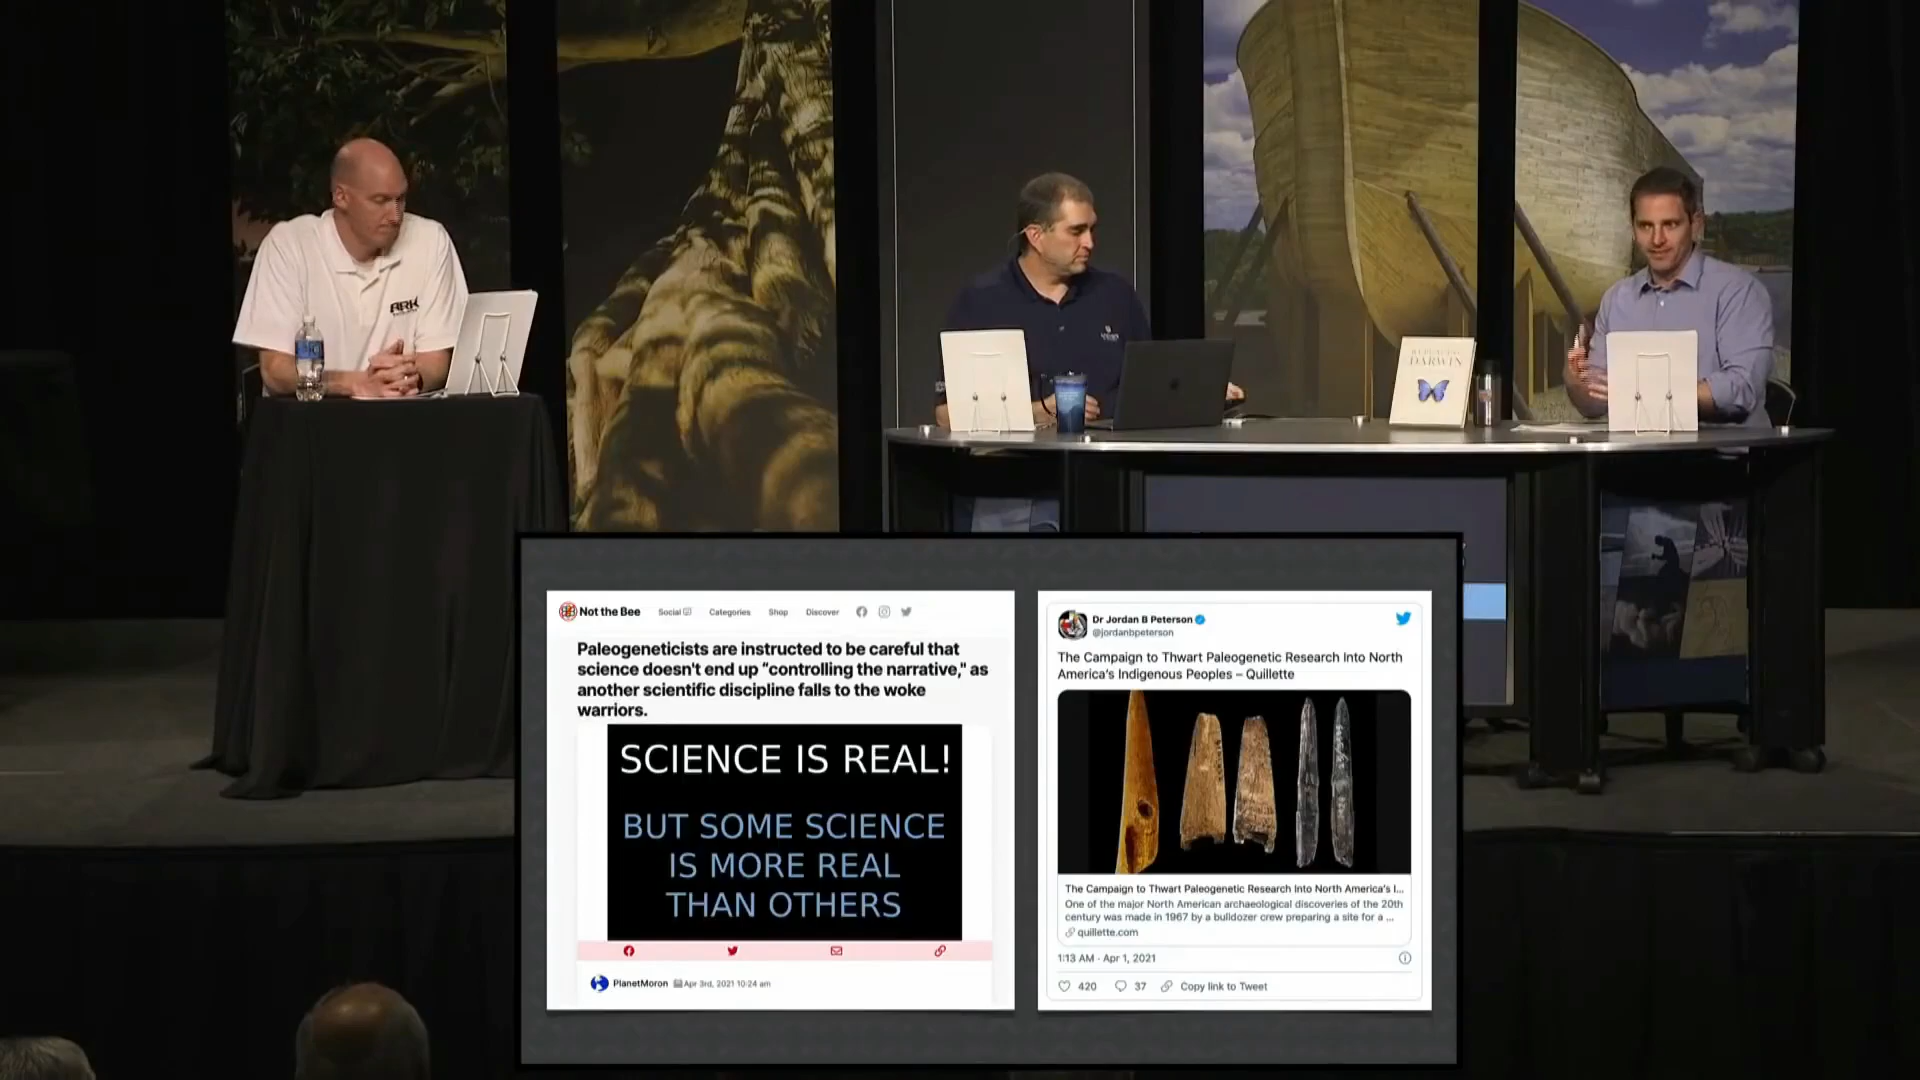 ARK
DARWIN
Not the Bee
Social
Categories
Shop
Discover
Paleogeneticists are instructed to be careful that
science doesn't end up "controlling the narrative," as
another scientific discipline falls to the woke
warriors.
SCIENCE IS REAL!
BUT SOME SCIENCE
IS MORE REAL
THAN OTHERS
PlanetMoron Apr 3rd, 2021 10:24 am
Dr Jordan B Peterson
@jordanbpeterson
The Campaign to Thwart Paleogenetic Research Into North
America's Indigenous Peoples – Quillette
The Campaign to Thwart Paleogenetic Research Into North America's I...
One of the major North American archaeological discoveries of the 20th
century was made in 1967 by a bulldozer crew preparing a site for a ...
quillette.com
1:13 AM · Apr 1, 2021
420
37
Copy link to Tweet